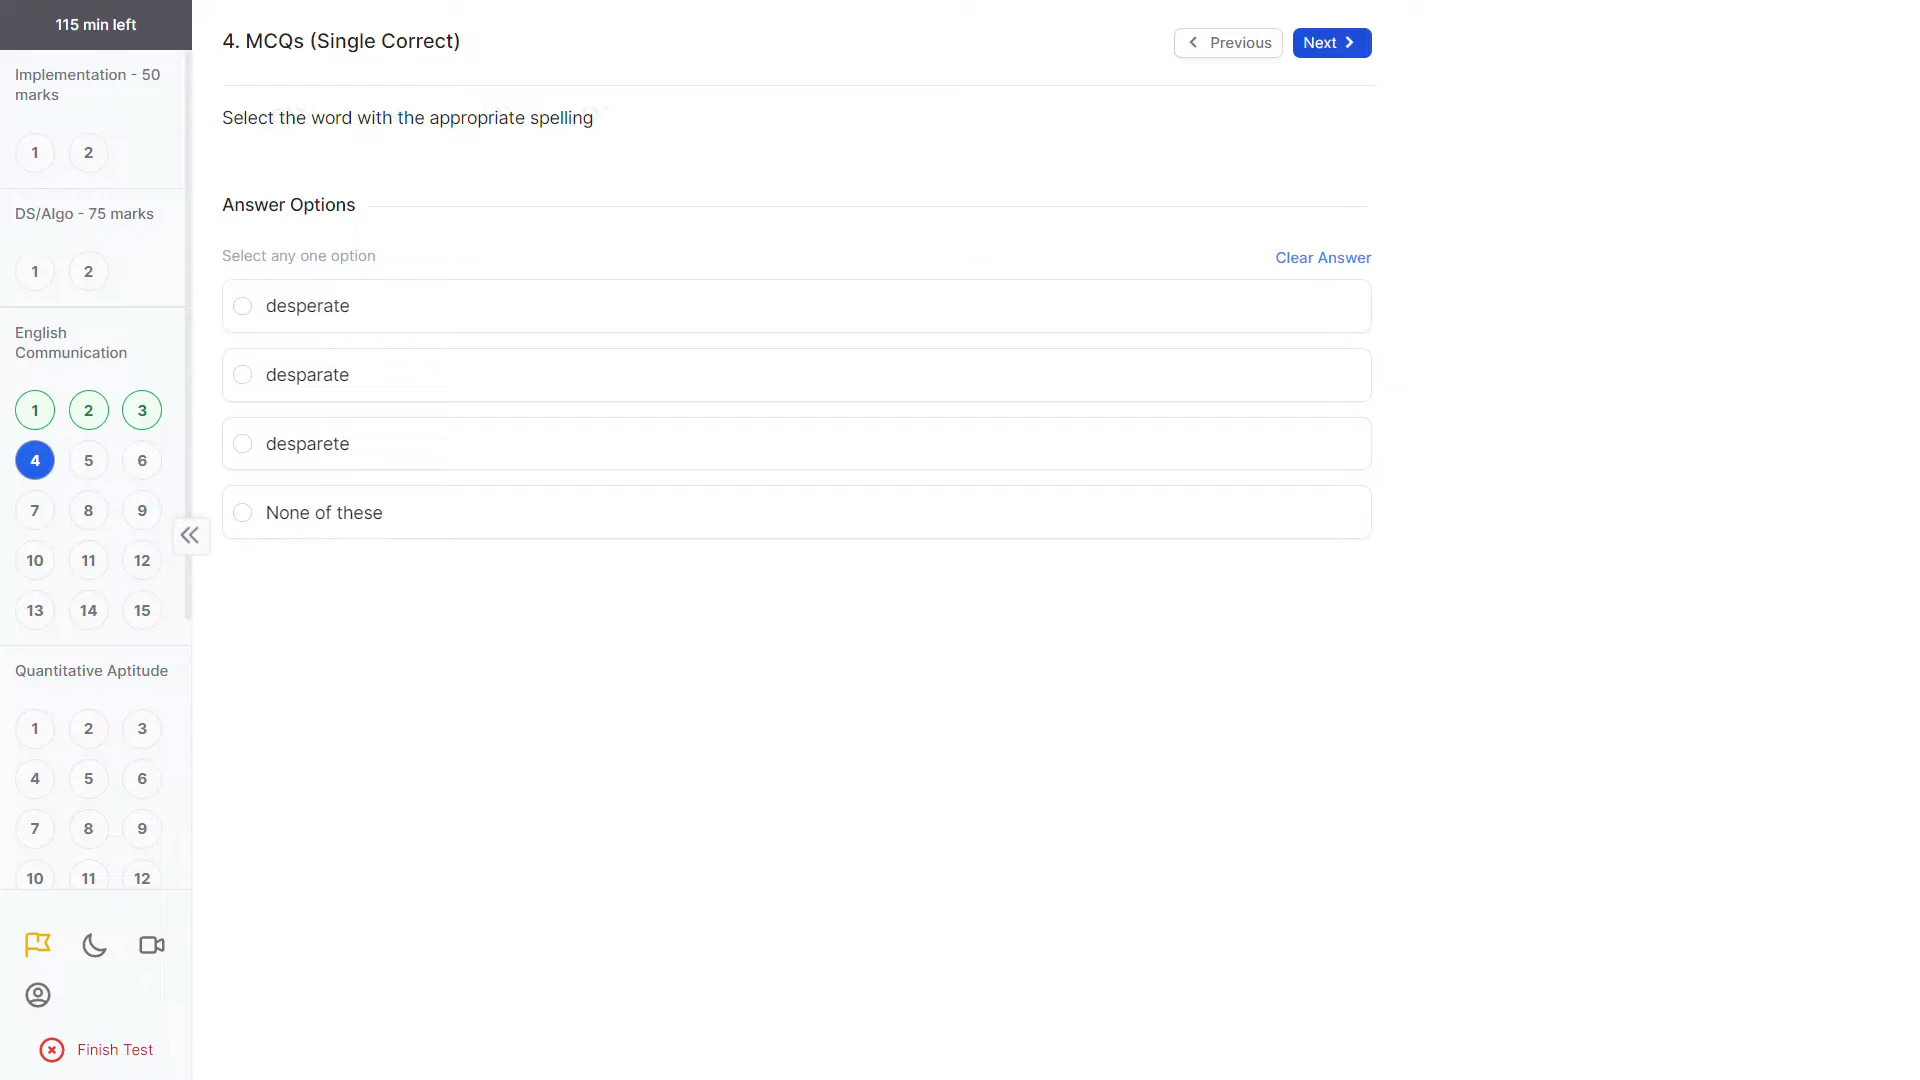 115 min left
Implementation - 50
marks
1 2
DS/Algo - 75 marks
1 2
English
Communication
1 2 3
4 5 6
7 8 9
10 11 12
13 14 15
Quantitative Aptitude
1 2 3
4 5 6
7 8 9
10 11 12
Finish Test
4. MCQs (Single Correct)
Previous
Next
Select the word with the appropriate spelling
Answer Options
Select any one option
Clear Answer
desperate
desparate
desparete
None of these